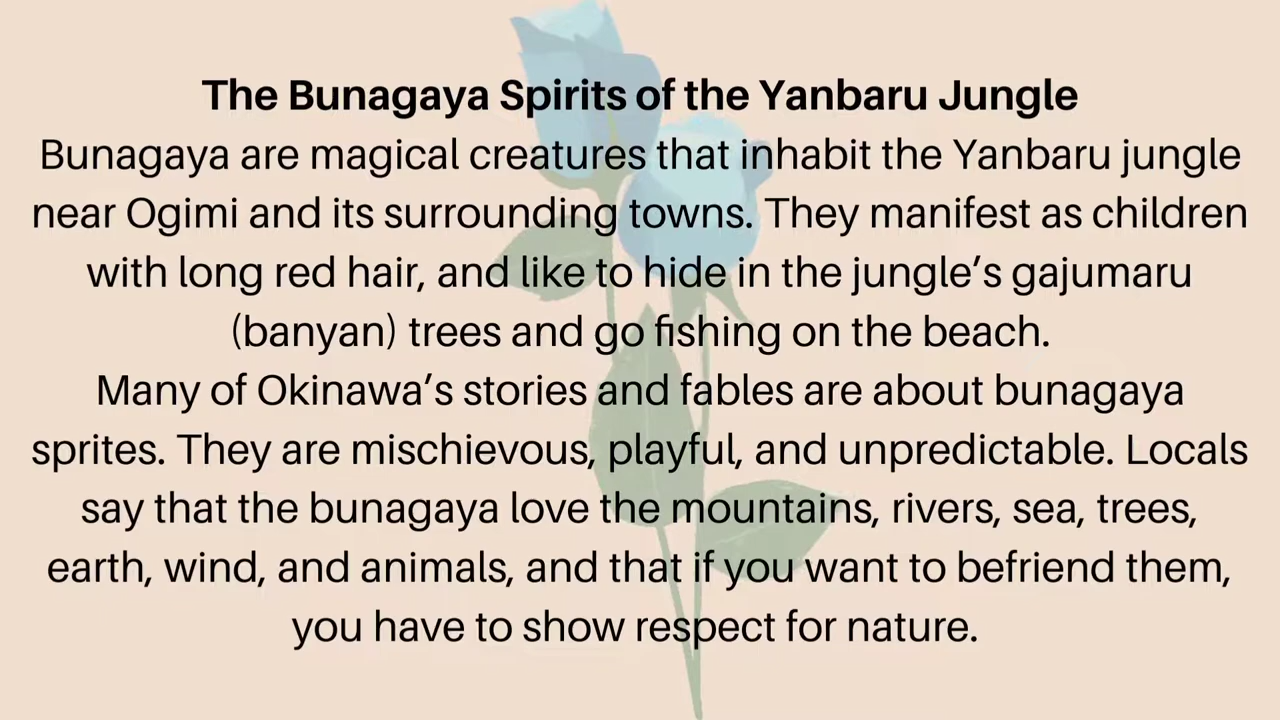 The Bunagaya Spirits of the Yanbaru Jungle
Bunagaya are magical creatures that inhabit the Yanbaru jungle
near Ogimi and its surrounding towns. They manifest as children
with long red hair, and like to hide in the jungle’s gajumaru
(banyan) trees and go fishing on the beach.
Many of Okinawa’s stories and fables are about bunagaya
sprites. They are mischievous, playful, and unpredictable. Locals
say that the bunagaya love the mountains, rivers, sea, trees,
earth, wind, and animals, and that if you want to befriend them,
you have to show respect for nature.